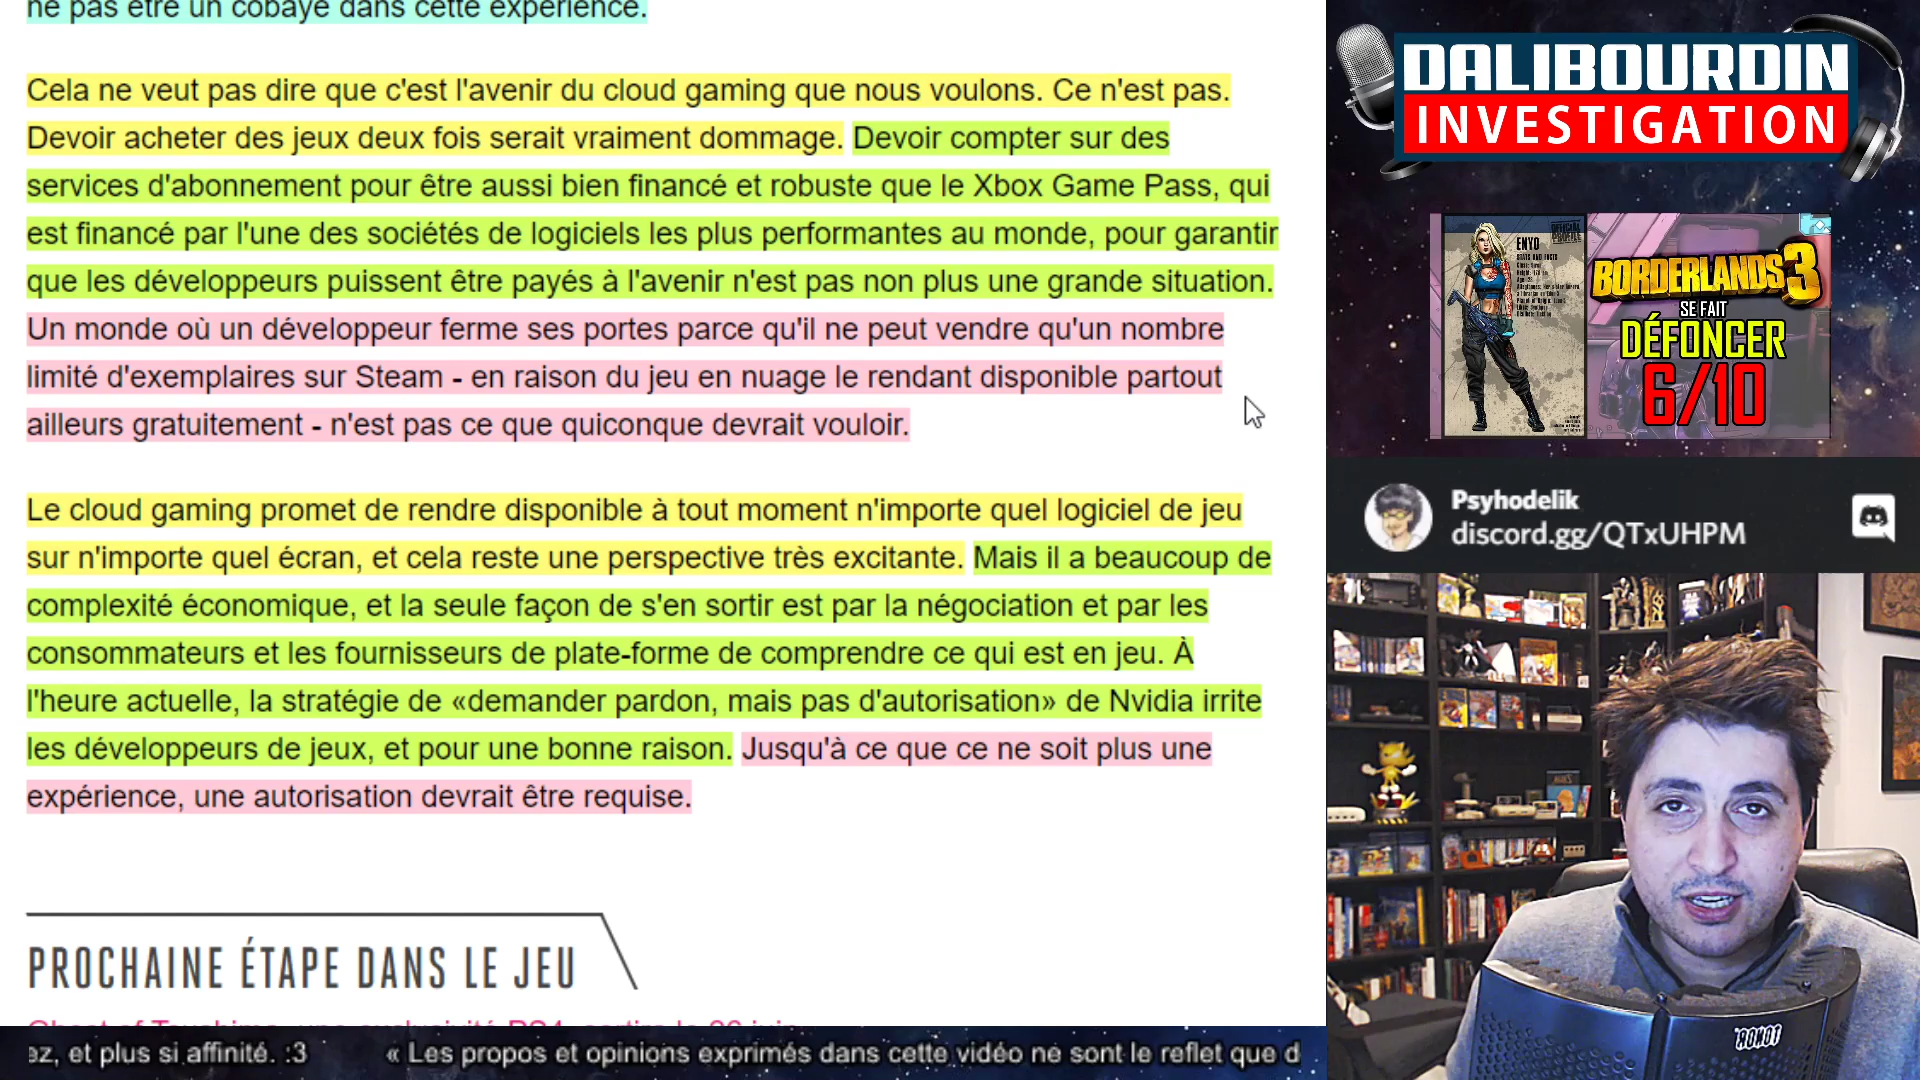 ne pas être un cobaye dans cette expérience.
Cela ne veut pas dire que c'est l'avenir du cloud gaming que nous voulons. Ce n'est pas.
Devoir acheter des jeux deux fois serait vraiment dommage. Devoir compter sur des
services d'abonnement pour être aussi bien financé et robuste que le Xbox Game Pass, qui
est financé par l'une des sociétés de logiciels les plus performantes au monde, pour garantir
que les développeurs puissent être payés à l'avenir n'est pas non plus une grande situation.
Un monde où un développeur ferme ses portes parce qu'il ne peut vendre qu'un nombre
limité d'exemplaires sur Steam - en raison du jeu en nuage le rendant disponible partout
ailleurs gratuitement - n'est pas ce que quiconque devrait vouloir.
Le cloud gaming promet de rendre disponible à tout moment n'importe quel logiciel de jeu
sur n'importe quel écran, et cela reste une perspective très excitante. Mais il a beaucoup de
complexité économique, et la seule façon de s'en sortir est par la négociation et par les
consommateurs et les fournisseurs de plate-forme de comprendre ce qui est en jeu. À
l'heure actuelle, la stratégie de «demander pardon, mais pas d'autorisation» de Nvidia irrite
les développeurs de jeux, et pour une bonne raison. Jusqu'à ce que ce ne soit plus une
expérience, une autorisation devrait être requise.
PROCHAINE ÉTAPE DANS LE JEU
Ghost of Tsushima, une exclusivité PS4, sortira le 26 jui
ez, et plus si affinité. :3 « Les propos et opinions exprimés dans cette vidéo ne sont le reflet que d
DALIBOURDIN
INVESTIGATION
ENYO
BORDERLANDS 3
SE FAIT
DÉFONCER
6/10
Psyhodelik
discord.gg/QTxUHPM